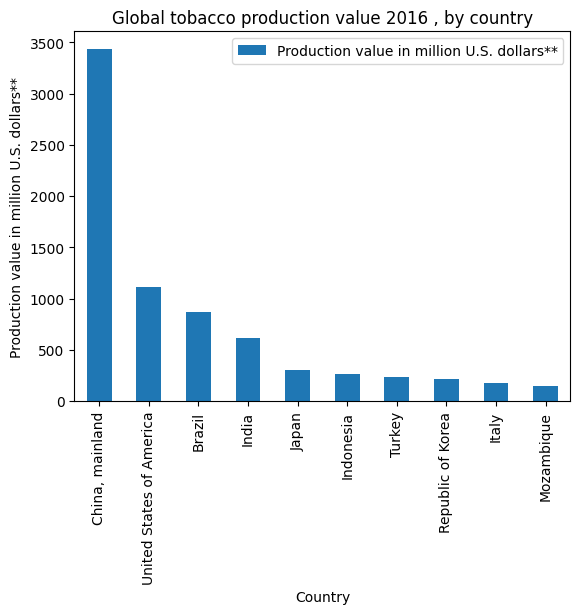 Global tobacco production value 2016 , by country
Production value in million U.S. dollars**
Production value in million U.S. dollars**
3500
3000
2500
2000
1500
1000
500
0
China, mainland
United States of America
Brazil
India
Japan
Indonesia
Turkey
Republic of Korea
Italy
Mozambique
Country